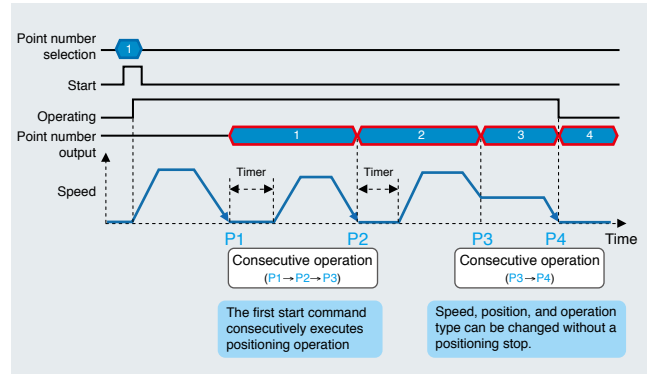 Point number
selection
1
Start
Operating
Point number
output
1
2
3
4
Speed
Timer
Timer
P1
P2
P3
P4
Time
Consecutive operation
(P1→P2→P3)
Consecutive operation
(P3→P4)
The first start command
consecutively executes
positioning operation
Speed, position, and operation
type can be changed without a
positioning stop.